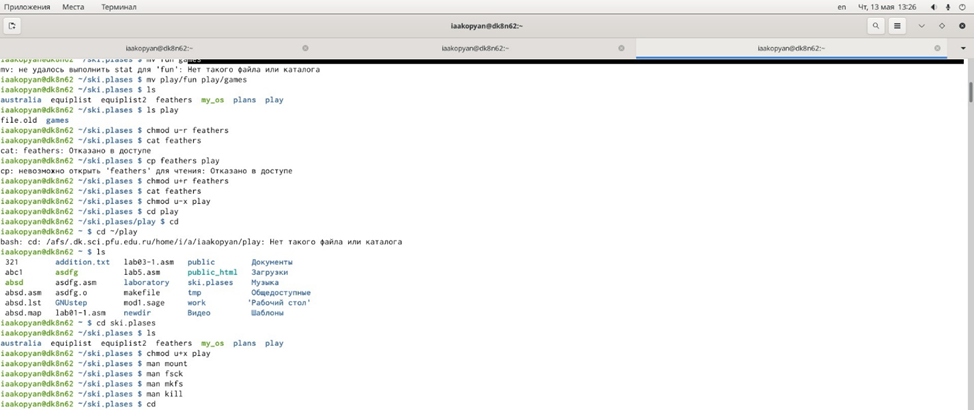 Приложения Места Терминал en Чт, 13 мая 13:26
iaakopyan@dk8n62:~
iaakopyan@dk8n62:~ iaakopyan@dk8n62:~ iaakopyan@dk8n62:~
iaakopyan@dk8n62 ~/ski.plases $ mv fun games
mv: не удалось выполнить stat для 'fun': Нет такого файла или каталога
iaakopyan@dk8n62 ~/ski.plases $ mv play/fun play/games
iaakopyan@dk8n62 ~/ski.plases $ ls
australia equiplist equiplist2 feathers my_os plans play
iaakopyan@dk8n62 ~/ski.plases $ ls play
file.old games
iaakopyan@dk8n62 ~/ski.plases $ chmod u-r feathers
iaakopyan@dk8n62 ~/ski.plases $ cat feathers
cat: feathers: Отказано в доступе
iaakopyan@dk8n62 ~/ski.plases $ cp feathers play
cp: невозможно открыть 'feathers' для чтения: Отказано в доступе
iaakopyan@dk8n62 ~/ski.plases $ chmod u+r feathers
iaakopyan@dk8n62 ~/ski.plases $ cat feathers
iaakopyan@dk8n62 ~/ski.plases $ chmod u-x play
iaakopyan@dk8n62 ~/ski.plases $ cd play
iaakopyan@dk8n62 ~/ski.plases/play $ cd
iaakopyan@dk8n62 ~ $ cd ~/play
bash: cd: /afs/.dk.sci.pfu.edu.ru/home/i/a/iaakopyan/play: Нет такого файла или каталога
iaakopyan@dk8n62 ~ $ ls
321 addition.txt lab03-1.asm public Документы
abc1 asdfg lab5.asm public_html Загрузки
absd asdfg.asm laboratory ski.plases Музыка
absd.asm asdfg.o makefile tmp Общедоступные
absd.lst GNUstep mod1.sage work 'Рабочий стол'
absd.map lab01-1.asm newdir Видео Шаблоны
iaakopyan@dk8n62 ~ $ cd ski.plases
iaakopyan@dk8n62 ~/ski.plases $ ls
australia equiplist equiplist2 feathers my_os plans play
iaakopyan@dk8n62 ~/ski.plases $ chmod u+x play
iaakopyan@dk8n62 ~/ski.plases $ man mount
iaakopyan@dk8n62 ~/ski.plases $ man fsck
iaakopyan@dk8n62 ~/ski.plases $ man mkfs
iaakopyan@dk8n62 ~/ski.plases $ man kill
iaakopyan@dk8n62 ~/ski.plases $ cd